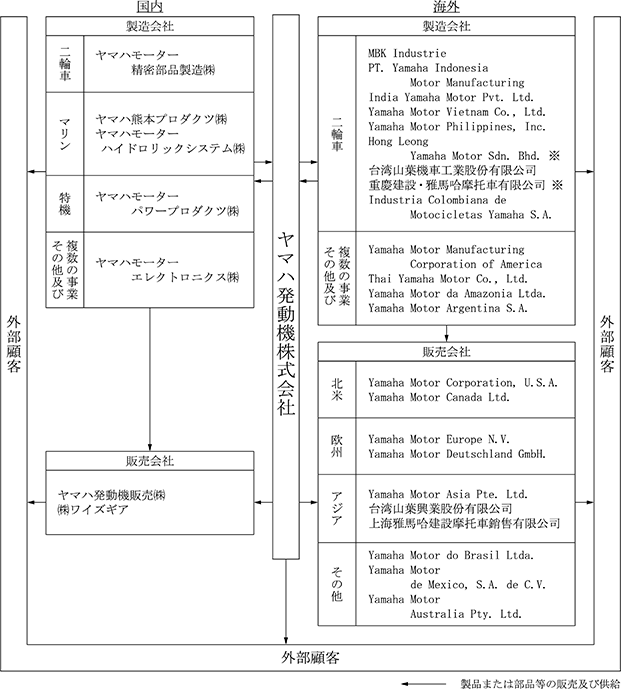 国内
製造会社
二輪車
ヤマハモーター
精密部品製造㈱
マリン
ヤマハ熊本プロダクツ㈱
ヤマハモーター
ハイドロリックシステム㈱
特機
ヤマハモーター
パワープロダクツ㈱
複数の事業
その他及び
ヤマハモーター
エレクトロニクス㈱
販売会社
ヤマハ発動機販売㈱
㈱ワイズギア
外部顧客
ヤマハ発動機株式会社
海外
製造会社
二輪車
MBK Industrie
PT. Yamaha Indonesia
Motor Manufacturing
India Yamaha Motor Pvt. Ltd.
Yamaha Motor Vietnam Co., Ltd.
Yamaha Motor Philippines, Inc.
Hong Leong
Yamaha Motor Sdn. Bhd. ※
台湾山葉機車工業股份有限公司
重慶建設・雅馬哈摩托車有限公司 ※
Industria Colombiana de
Motocicletas Yamaha S.A.
複数の事業
その他及び
Yamaha Motor Manufacturing
Corporation of America
Thai Yamaha Motor Co., Ltd.
Yamaha Motor da Amazonia Ltda.
Yamaha Motor Argentina S.A.
販売会社
北米
Yamaha Motor Corporation, U.S.A.
Yamaha Motor Canada Ltd.
欧州
Yamaha Motor Europe N.V.
Yamaha Motor Deutschland GmbH.
アジア
Yamaha Motor Asia Pte. Ltd.
台湾山葉興業股份有限公司
上海雅馬哈建設摩托車銷售有限公司
その他
Yamaha Motor do Brasil Ltda.
Yamaha Motor
de Mexico, S.A. de C.V.
Yamaha Motor
Australia Pty. Ltd.
外部顧客
外部顧客
製品または部品等の販売及び供給